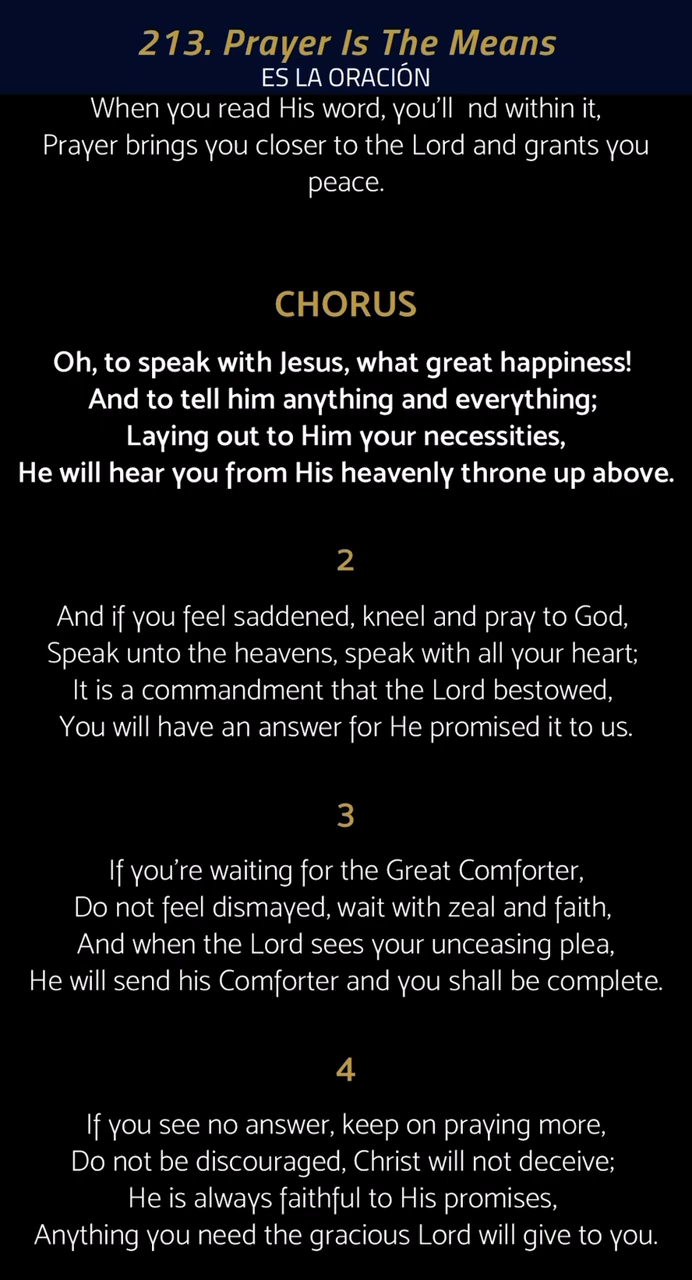 213. Prayer Is The Means
ES LA ORACIÓN
When you read His word, you'll nd within it,
Prayer brings you closer to the Lord and grants you
peace.
CHORUS
Oh, to speak with Jesus, what great happiness!
And to tell him anything and everything;
Laying out to Him your necessities,
He will hear you from His heavenly throne up above.
2
And if you feel saddened, kneel and pray to God,
Speak unto the heavens, speak with all your heart;
It is a commandment that the Lord bestowed,
You will have an answer for He promised it to us.
3
If you're waiting for the Great Comforter,
Do not feel dismayed, wait with zeal and faith,
And when the Lord sees your unceasing plea,
He will send his Comforter and you shall be complete.
4
If you see no answer, keep on praying more,
Do not be discouraged, Christ will not deceive;
He is always faithful to His promises,
Anything you need the gracious Lord will give to you.